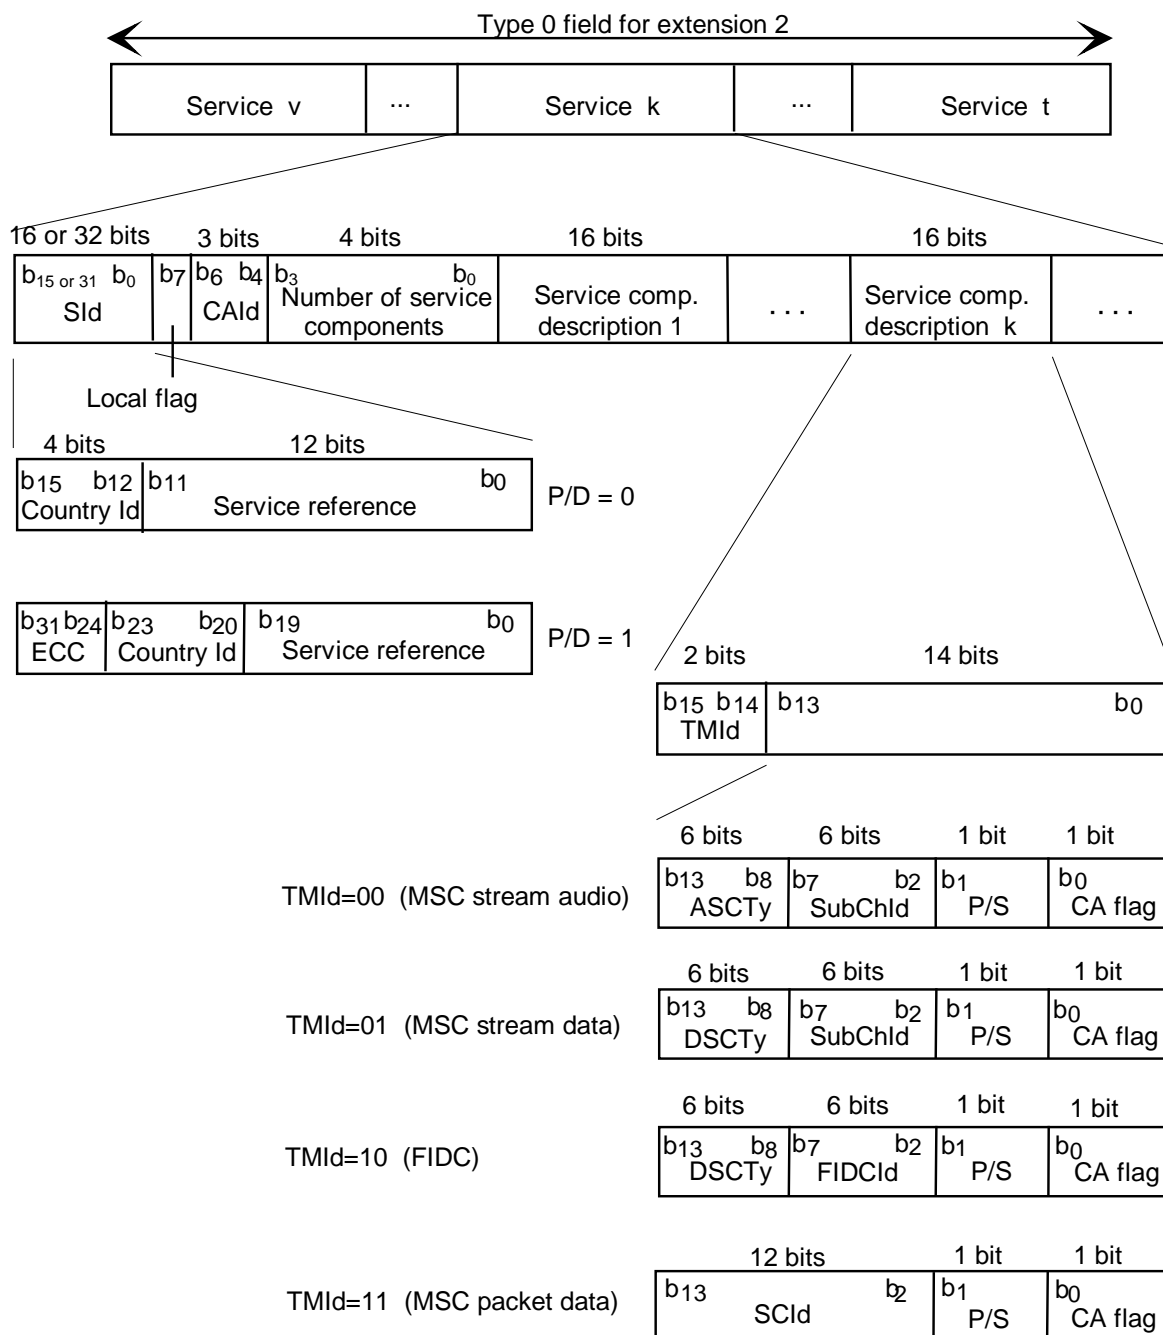 Type 0 field for extension 2
Service v ... Service k ... Service t
16 or 32 bits 3 bits 4 bits 16 bits 16 bits
b15 or 31 b0 b7 b6 b4 b3 b0
SId CAId Number of service components Service comp. description 1 . . . Service comp. description k . . .
Local flag
4 bits 12 bits
b15 b12 b11 b0
Country Id Service reference P/D = 0
b31 b24 b23 b20 b19 b0
ECC Country Id Service reference P/D = 1
2 bits 14 bits
b15 b14 b13 b0
TMId
6 bits 6 bits 1 bit 1 bit
b13 b8 b7 b2 b1 b0
TMId=00 (MSC stream audio) ASCTy SubChId P/S CA flag
6 bits 6 bits 1 bit 1 bit
b13 b8 b7 b2 b1 b0
TMId=01 (MSC stream data) DSCTy SubChId P/S CA flag
6 bits 6 bits 1 bit 1 bit
b13 b8 b7 b2 b1 b0
TMId=10 (FIDC) DSCTy FIDCId P/S CA flag
12 bits 1 bit 1 bit
b13 b2 b1 b0
TMId=11 (MSC packet data) SCId P/S CA flag